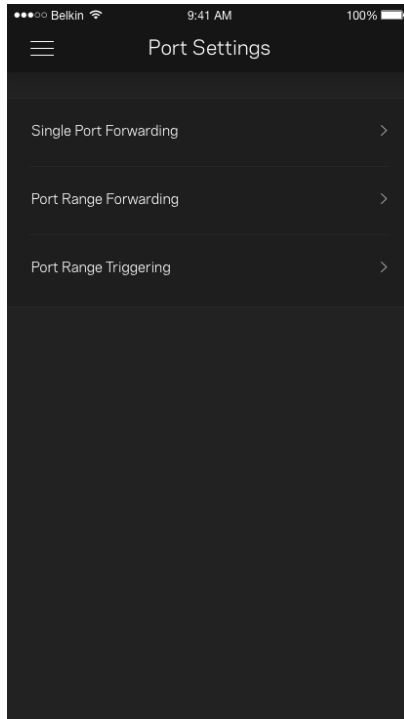 Belkin 9:41 AM 100%
Port Settings
Single Port Forwarding
Port Range Forwarding
Port Range Triggering